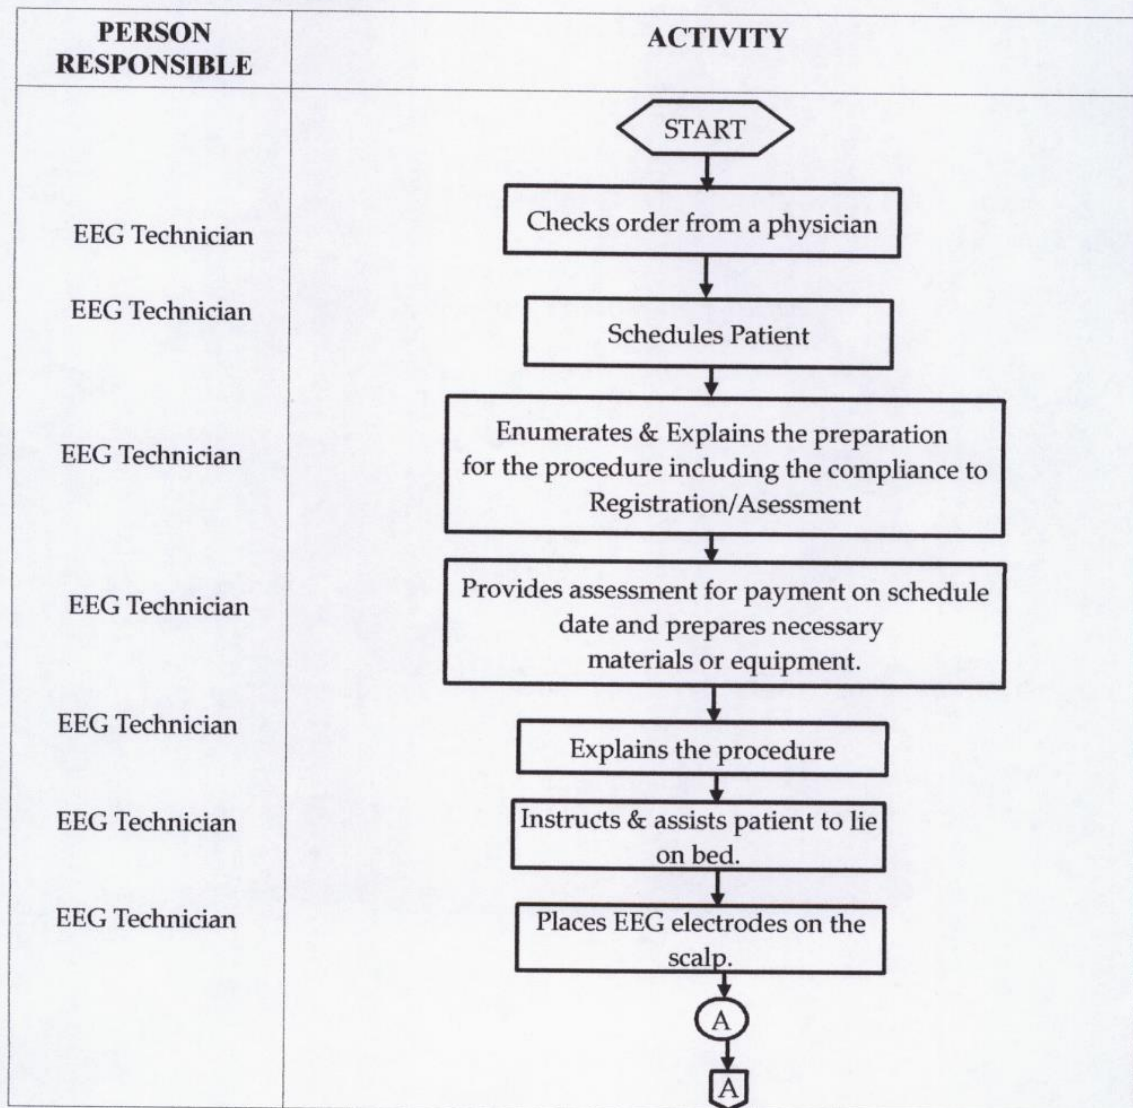 PERSON
RESPONSIBLE
ACTIVITY
START
EEG Technician
Checks order from a physician
EEG Technician
Schedules Patient
EEG Technician
Enumerates & Explains the preparation
for the procedure including the compliance to
Registration/Asessment
EEG Technician
Provides assessment for payment on schedule
date and prepares necessary
materials or equipment.
EEG Technician
Explains the procedure
EEG Technician
Instructs & assists patient to lie
on bed.
EEG Technician
Places EEG electrodes on the
scalp.
A
A